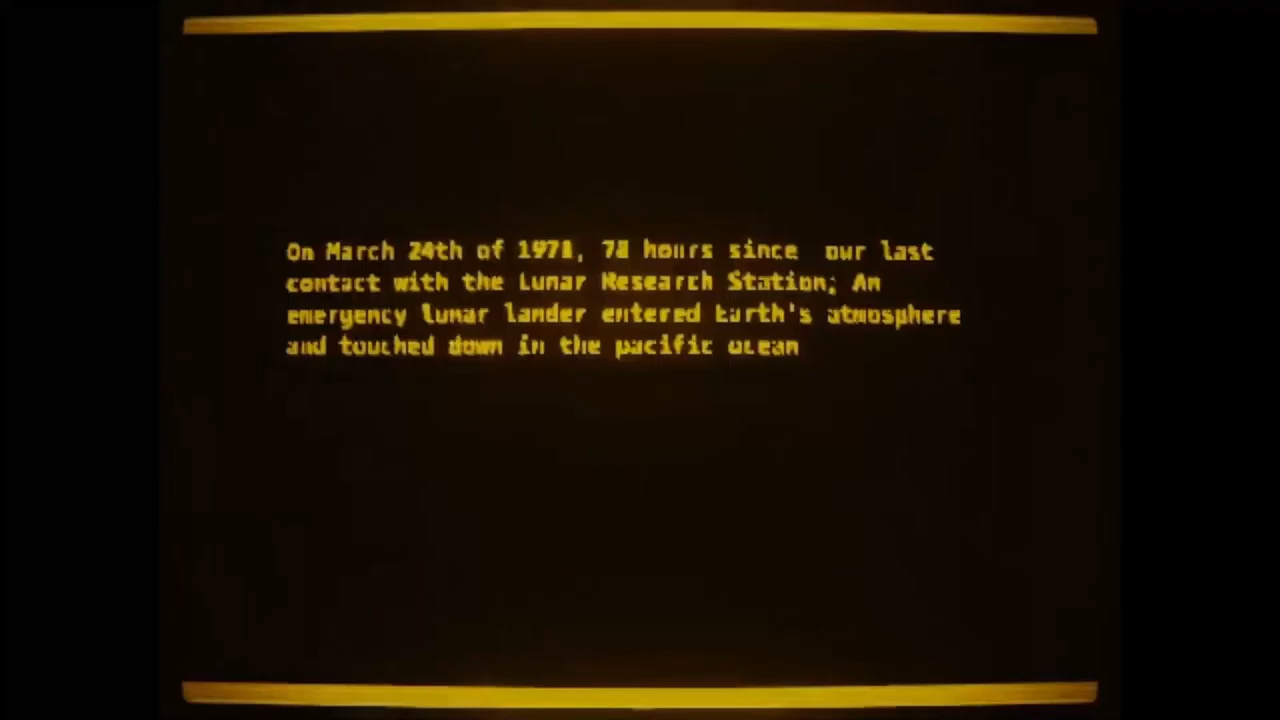 On March 24th of 1971, hours since our last
contact with the Lunar Research Station; An
emergency lunar lander entered Earth's atmosphere
and touched down in the pacific ocean